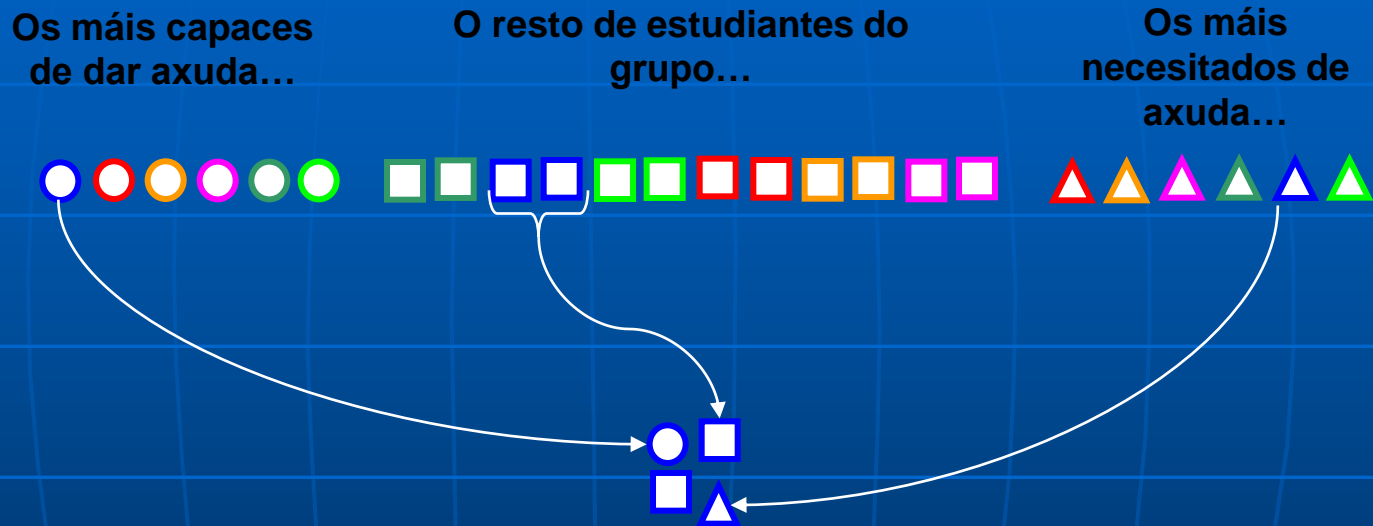 Os máis capaces
de dar axuda…
O resto de estudiantes do
grupo…
Os máis
necesitados de
axuda…